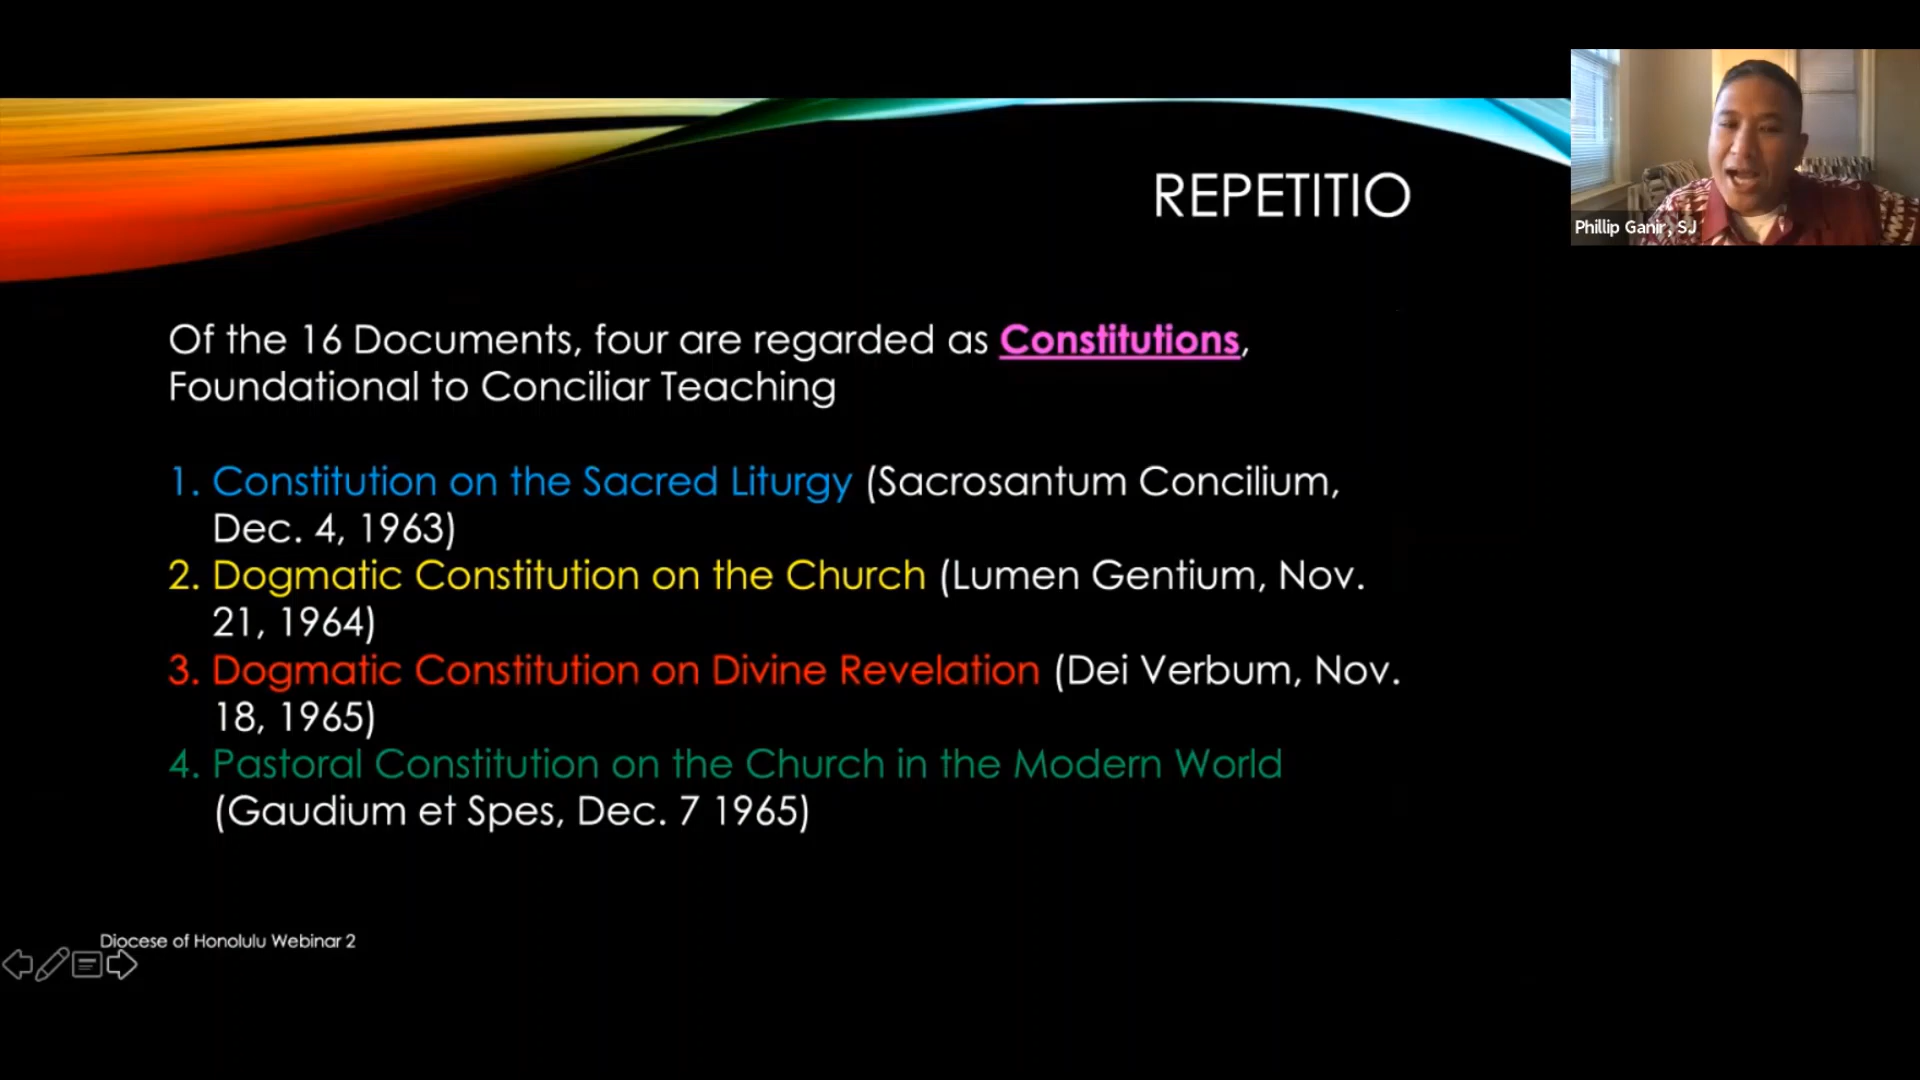 REPETITIO
Phillip Ganir, SJ
Of the 16 Documents, four are regarded as Constitutions,
Foundational to Conciliar Teaching
1. Constitution on the Sacred Liturgy (Sacrosantum Concilium,
Dec. 4, 1963)
2. Dogmatic Constitution on the Church (Lumen Gentium, Nov.
21, 1964)
3. Dogmatic Constitution on Divine Revelation (Dei Verbum, Nov.
18, 1965)
4. Pastoral Constitution on the Church in the Modern World
(Gaudium et Spes, Dec. 7 1965)
Diocese of Honolulu Webinar 2